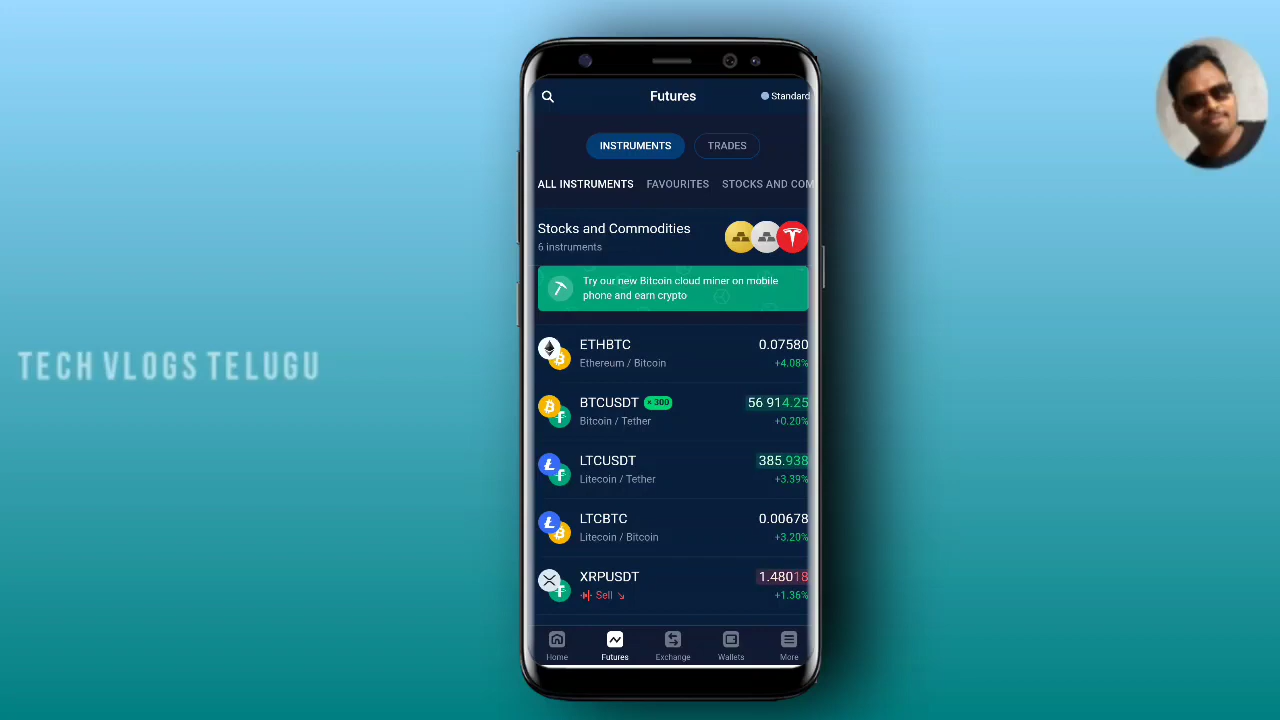 Futures
Standard
INSTRUMENTS
TRADES
ALL INSTRUMENTS
FAVOURITES
STOCKS AND COM
Stocks and Commodities
6 instruments
Try our new Bitcoin cloud miner on mobile
phone and earn crypto
ETHBTC
0.07580
Ethereum / Bitcoin
+4.08%
BTCUSDT × 300
56 914.25
Bitcoin / Tether
+0.20%
TECH VLOGS TELUGU
LTCUSDT
385.938
Litecoin / Tether
+3.39%
LTCBTC
0.00678
Litecoin / Bitcoin
+3.20%
XRPUSDT
1.48018
Sell
+1.36%
Home
Futures
Exchange
Wallets
More